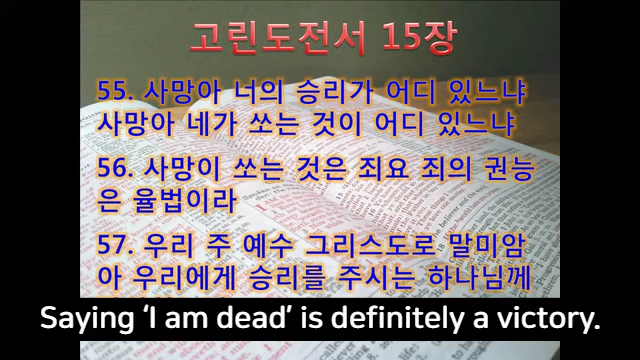 고린도전서 15장
55. 사망아 너의 승리가 어디 있느냐
사망아 네가 쏘는 것이 어디 있느냐
56. 사망이 쏘는 것은 죄요 죄의 권능
은 율법이라
57. 우리 주 예수 그리스도로 말미암
아 우리에게 승리를 주시는 하나님께
Saying ‘I am dead’ is definitely a victory.